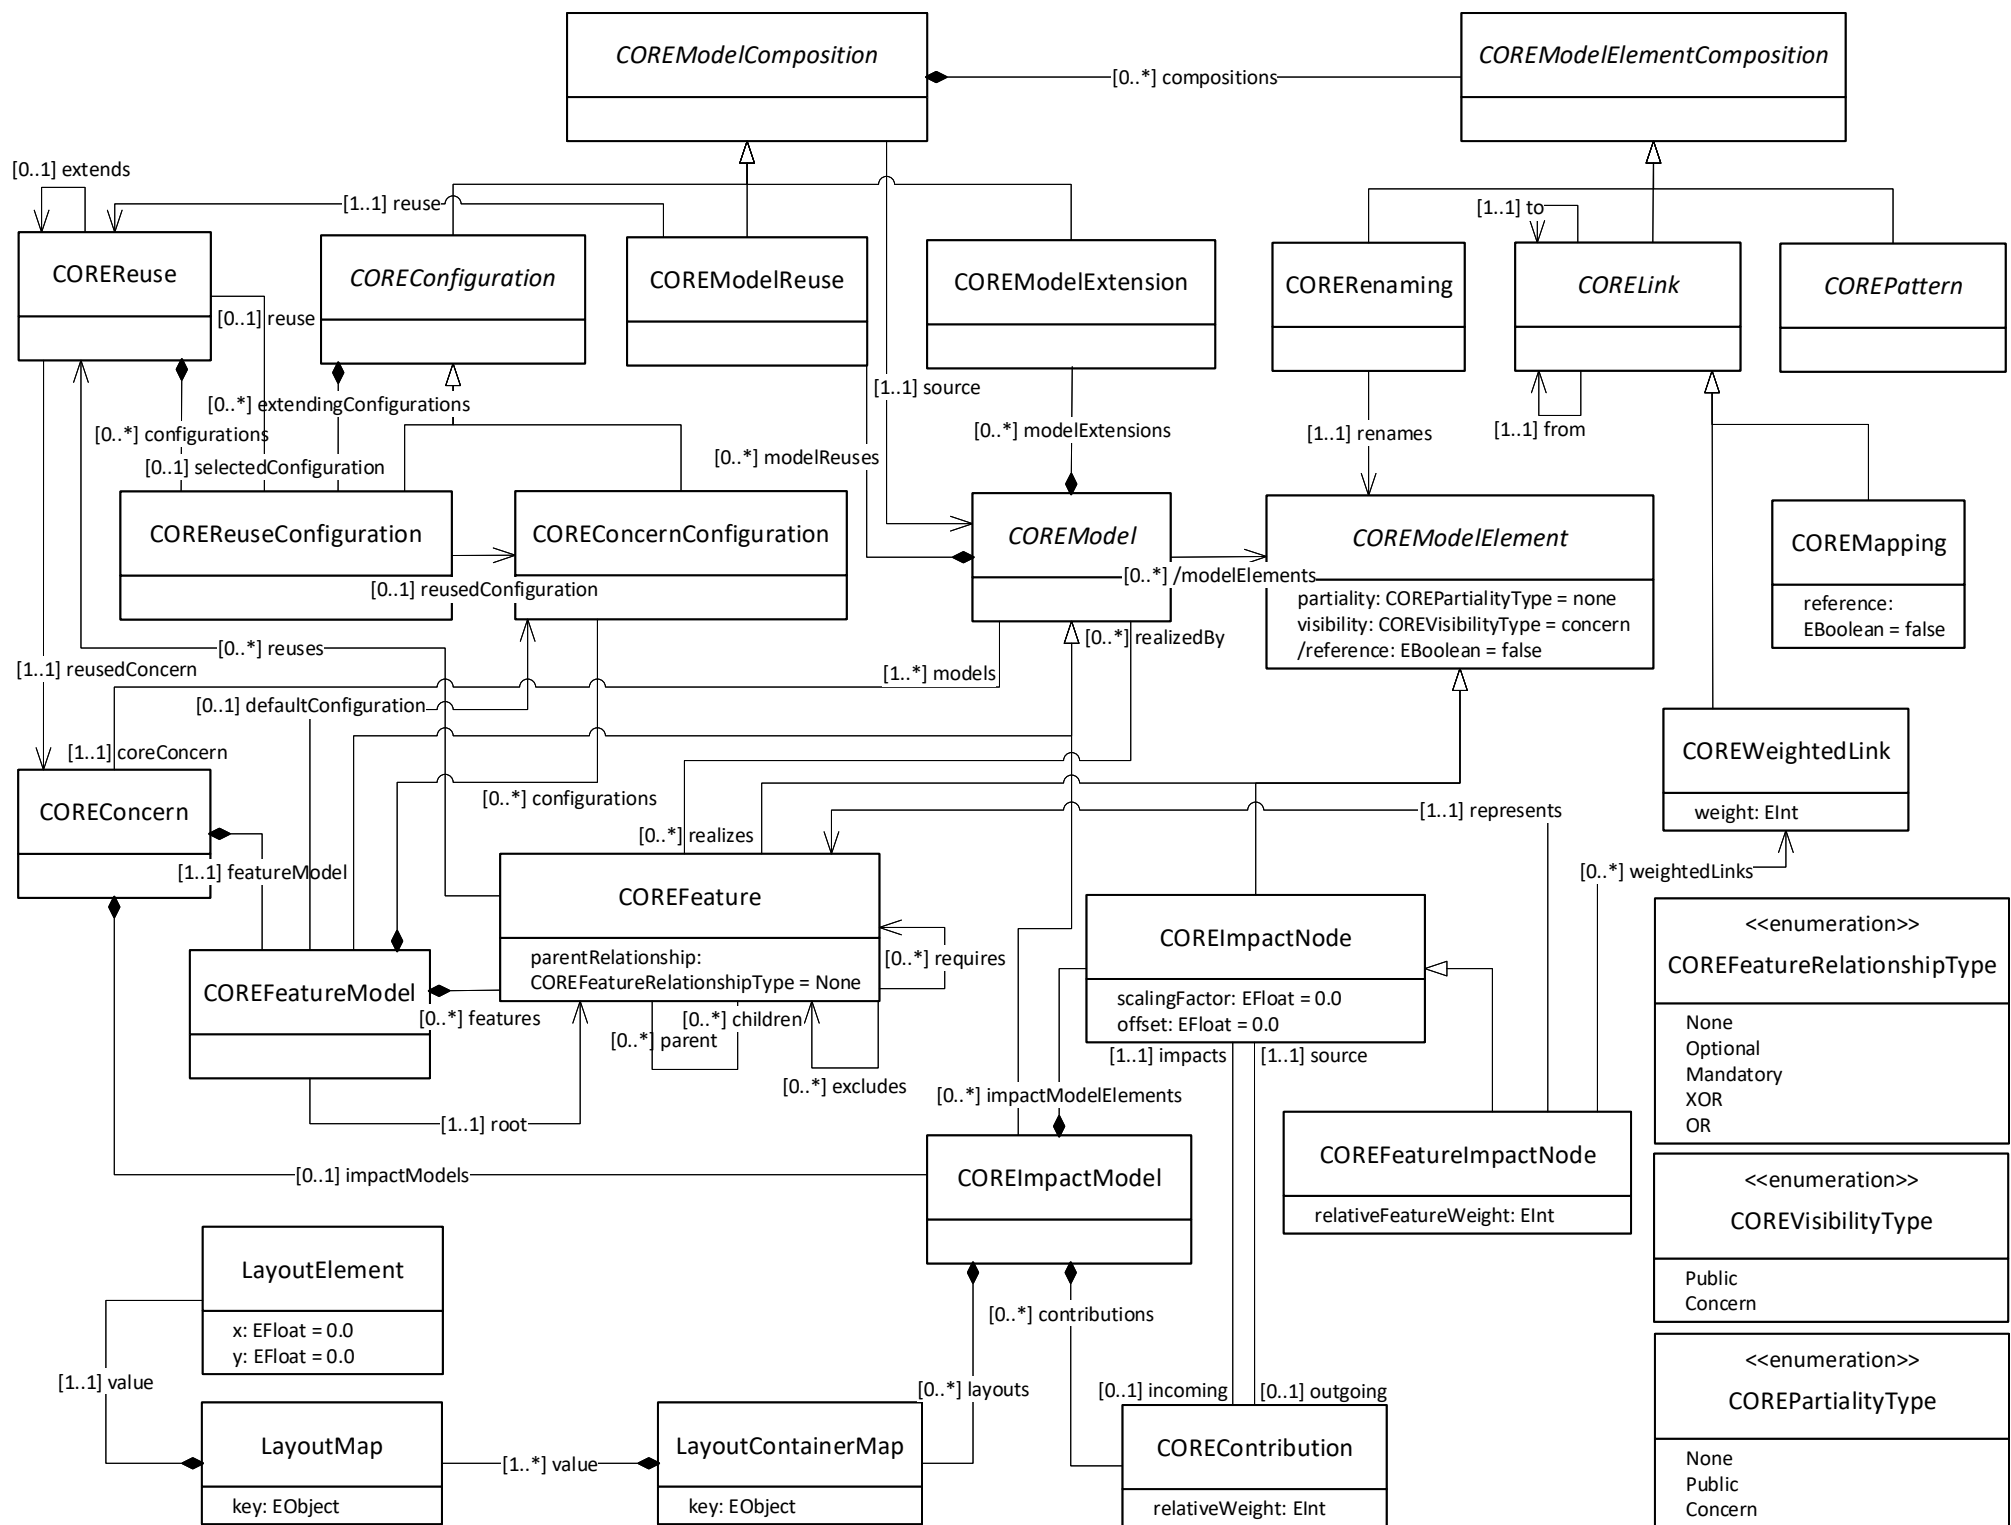 COREModelComposition
[0..*] compositions
COREModelElementComposition
[0..1] extends
[1..1] reuse
[1..1] to
COREReuse
COREConfiguration
COREModelReuse
COREModelExtension
CORERenaming
CORELink
COREPattern
[0..1] reuse
[1..1] source
[0..*] extendingConfigurations
[0..*] configurations
[0..*] modelExtensions
[1..1] renames
[1..1] from
[0..1] selectedConfiguration
[0..*] modelReuses
COREReuseConfiguration
COREConcernConfiguration
COREModel
COREModelElement
COREMapping
[0..1] reusedConfiguration
[0..*] /modelElements
partiality: COREPartialityType = none
visibility: COREVisibilityType = concern
/reference: EBoolean = false
reference:
EBoolean = false
[0..*] realizedBy
[0..*] reuses
[1..1] reusedConcern
[1..*] models
[0..1] defaultConfiguration
[1..1] coreConcern
COREWeightedLink
weight: EInt
COREConcern
[0..*] configurations
[0..*] realizes
[1..1] represents
[1..1] featureModel
[0..*] weightedLinks
COREFeature
parentRelationship:
COREFeatureRelationshipType = None
[0..*] requires
COREImpactNode
scalingFactor: EFloat = 0.0
offset: EFloat = 0.0
<<enumeration>>
COREFeatureRelationshipType
None
Optional
Mandatory
XOR
OR
COREFeatureModel
[0..*] features
[0..*] children
[0..*] parent
[0..*] excludes
[1..1] impacts
[1..1] source
[0..*] impactModelElements
[1..1] root
COREFeatureImpactNode
relativeFeatureWeight: EInt
[0..1] impactModels
COREImpactModel
<<enumeration>>
COREVisibilityType
Public
Concern
LayoutElement
x: EFloat = 0.0
y: EFloat = 0.0
[0..*] contributions
[1..1] value
[0..*] layouts
[0..1] incoming
[0..1] outgoing
<<enumeration>>
COREPartialityType
None
Public
Concern
LayoutMap
key: EObject
[1..*] value
LayoutContainerMap
key: EObject
COREContribution
relativeWeight: EInt